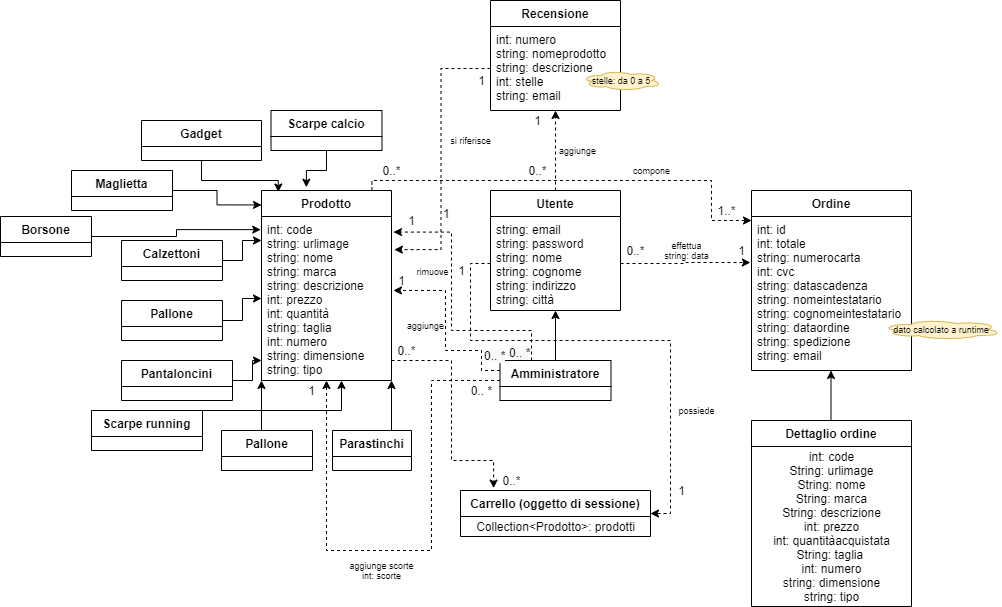 Recensione
int: numero
string: nomeprodotto
string: descrizione
int: stelle
string: email
stelle: da 0 a 5
1
1
si riferisce
aggiunge
Scarpe calcio
Gadget
Maglietta
Borsone
Calzettoni
Pallone
Pantaloncini
Scarpe running
Pallone
Parastinchi
Prodotto
int: code
string: urlimage
string: nome
string: marca
string: descrizione
int: prezzo
int: quantità
string: taglia
int: numero
string: dimensione
string: tipo
0..*
0..*
compone
1..*
1
1
rimuove
1
aggiunge
0..*
0.. *
0.. *
0.. *
1
Utente
string: email
string: password
string: nome
string: cognome
string: indirizzo
string: città
1
0..*
effettua
string: data
1
Amministratore
possiede
1
Ordine
int: id
int: totale
string: numerocarta
int: cvc
string: datascadenza
string: nomeintestatario
string: cognomeintestatario
string: dataordine
string: spedizione
string: email
dato calcolato a runtime
Dettaglio ordine
int: code
String: urlimage
String: nome
String: marca
String: descrizione
int: prezzo
int: quantitàacquistata
String: taglia
int: numero
string: dimensione
string: tipo
0..*
Carrello (oggetto di sessione)
Collection<Prodotto>: prodotti
aggiunge scorte
int: scorte